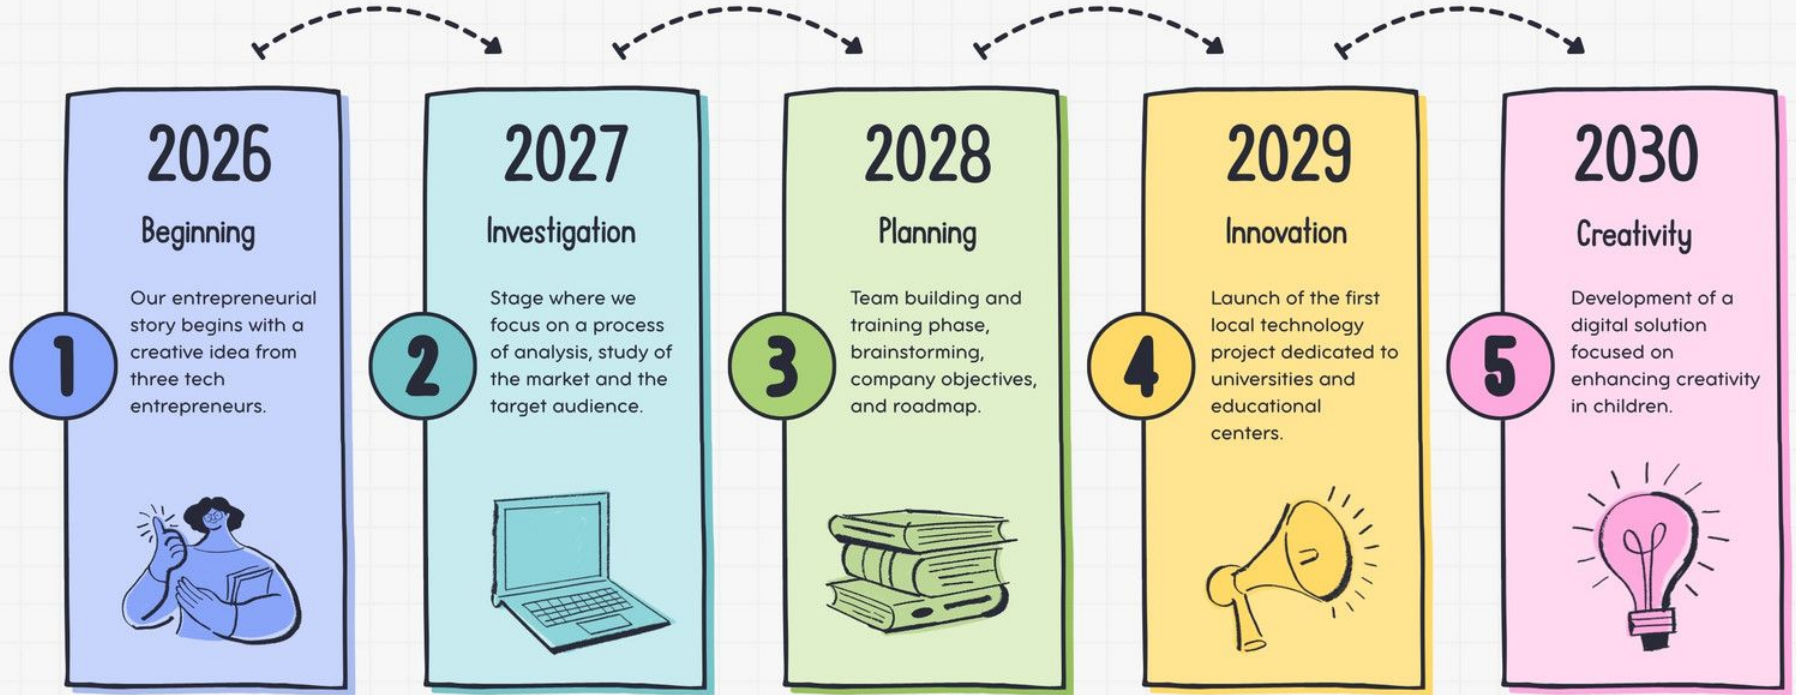 2026
Beginning
Our entrepreneurial
story begins with a
creative idea from
three tech
entrepreneurs.
1
2027
Investigation
Stage where we
focus on a process
of analysis, study of
the market and the
target audience.
2
2028
Planning
Team building and
training phase,
brainstorming,
company objectives,
and roadmap.
3
2029
Innovation
Launch of the first
local technology
project dedicated to
universities and
educational
centers.
4
2030
Creativity
Development of a
digital solution
focused on
enhancing creativity
in children.
5